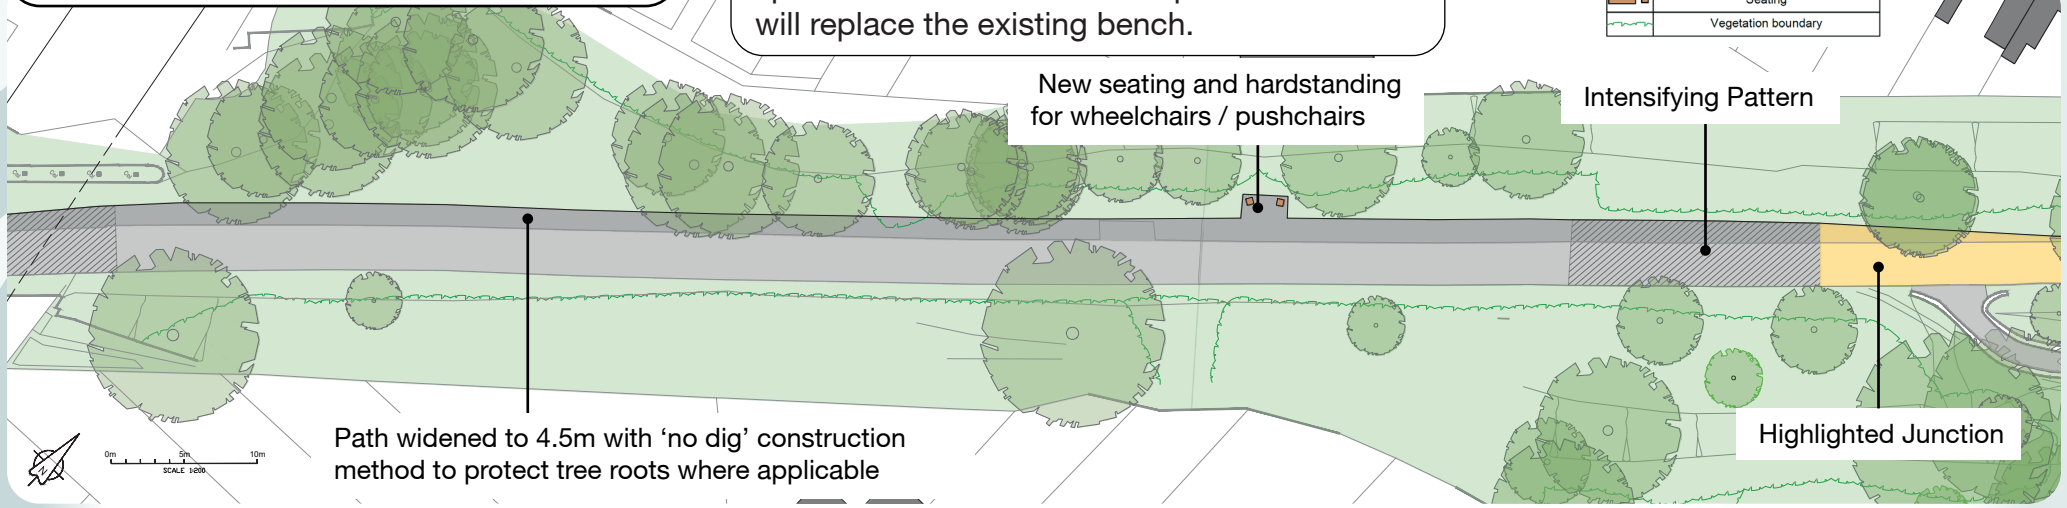 will replace the existing bench.
Seating
Vegetation boundary
New seating and hardstanding
for wheelchairs / pushchairs
Intensifying Pattern
Path widened to 4.5m with ‘no dig’ construction
method to protect tree roots where applicable
Highlighted Junction
N
0m 5m 10m
SCALE 1:200